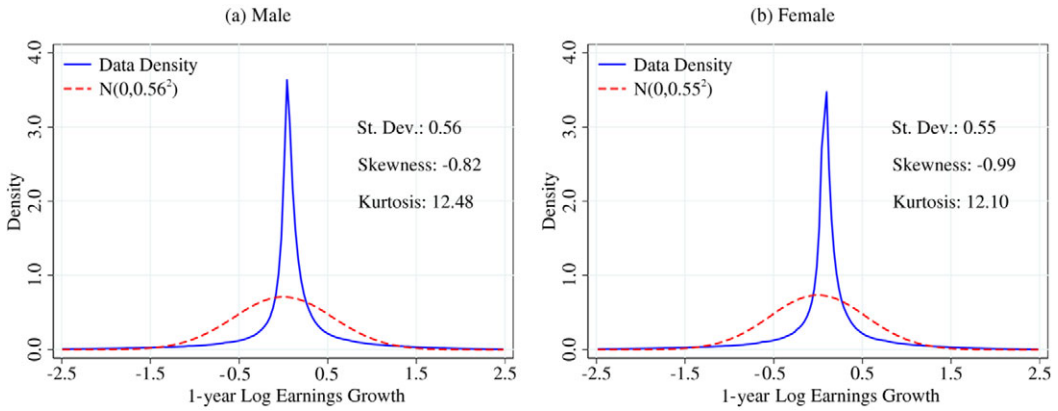 (a) Male
4.0
3.0
2.0
1.0
0.0
Density
Data Density
N(0,0.56²)
St. Dev.: 0.56
Skewness: -0.82
Kurtosis: 12.48
-2.5 -1.5 -0.5 0.5 1.5 2.5
1-year Log Earnings Growth
(b) Female
4.0
3.0
2.0
1.0
0.0
Density
Data Density
N(0,0.55²)
St. Dev.: 0.55
Skewness: -0.99
Kurtosis: 12.10
-2.5 -1.5 -0.5 0.5 1.5 2.5
1-year Log Earnings Growth